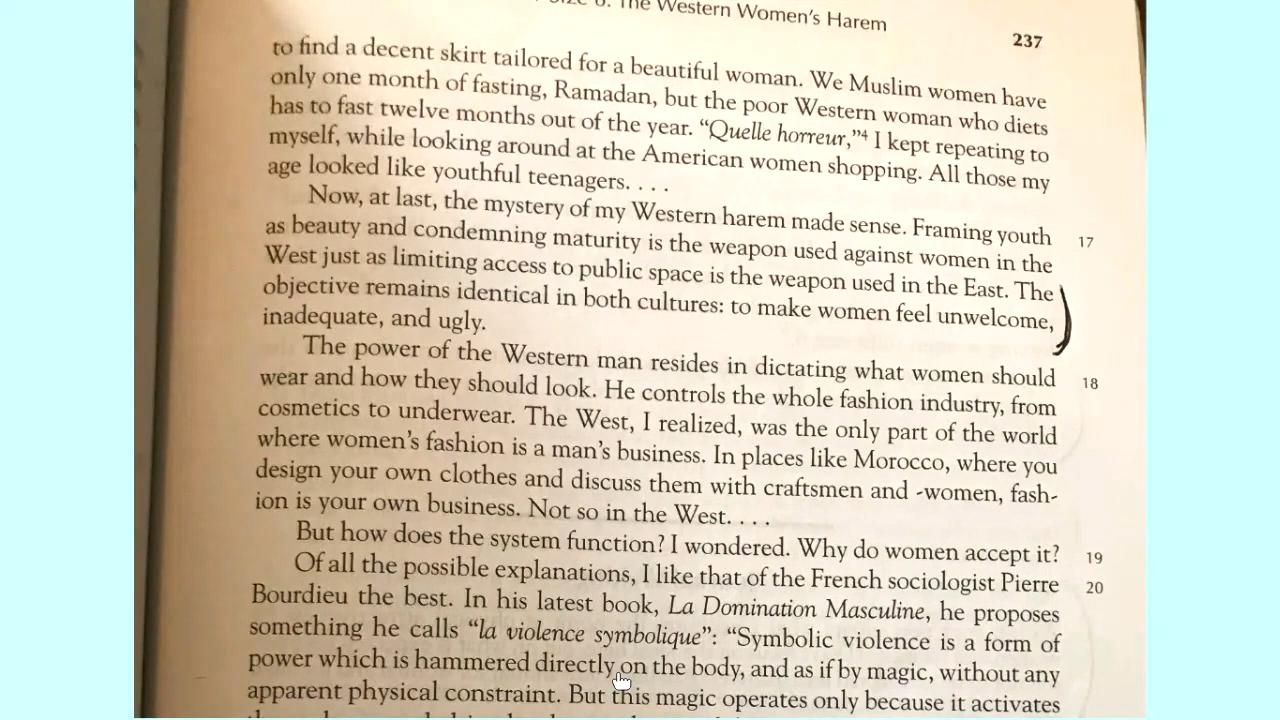 The Western Women's Harem
237
to find a decent skirt tailored for a beautiful woman. We Muslim women have
only one month of fasting, Ramadan, but the poor Western woman who diets
has to fast twelve months out of the year. “Quelle horreur,”⁴ I kept repeating to
myself, while looking around at the American women shopping. All those my
age looked like youthful teenagers. . . .
Now, at last, the mystery of my Western harem made sense. Framing youth 17
as beauty and condemning maturity is the weapon used against women in the
West just as limiting access to public space is the weapon used in the East. The
objective remains identical in both cultures: to make women feel unwelcome,
inadequate, and ugly.
The power of the Western man resides in dictating what women should 18
wear and how they should look. He controls the whole fashion industry, from
cosmetics to underwear. The West, I realized, was the only part of the world
where women's fashion is a man's business. In places like Morocco, where you
design your own clothes and discuss them with craftsmen and -women, fash-
ion is your own business. Not so in the West. . . .
But how does the system function? I wondered. Why do women accept it? 19
Of all the possible explanations, I like that of the French sociologist Pierre 20
Bourdieu the best. In his latest book, La Domination Masculine, he proposes
something he calls “la violence symbolique”: “Symbolic violence is a form of
power which is hammered directly on the body, and as if by magic, without any
apparent physical constraint. But this magic operates only because it activates